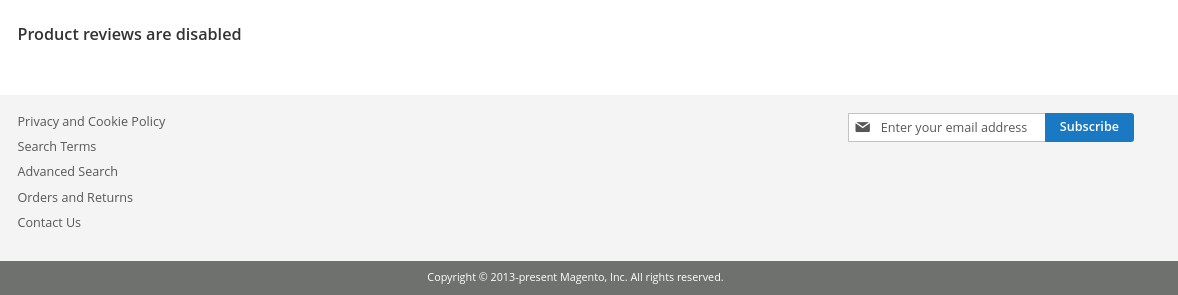 Product reviews are disabled
Privacy and Cookie Policy
Search Terms
Advanced Search
Orders and Returns
Contact Us
Enter your email address
Subscribe
Copyright © 2013-present Magento, Inc. All rights reserved.